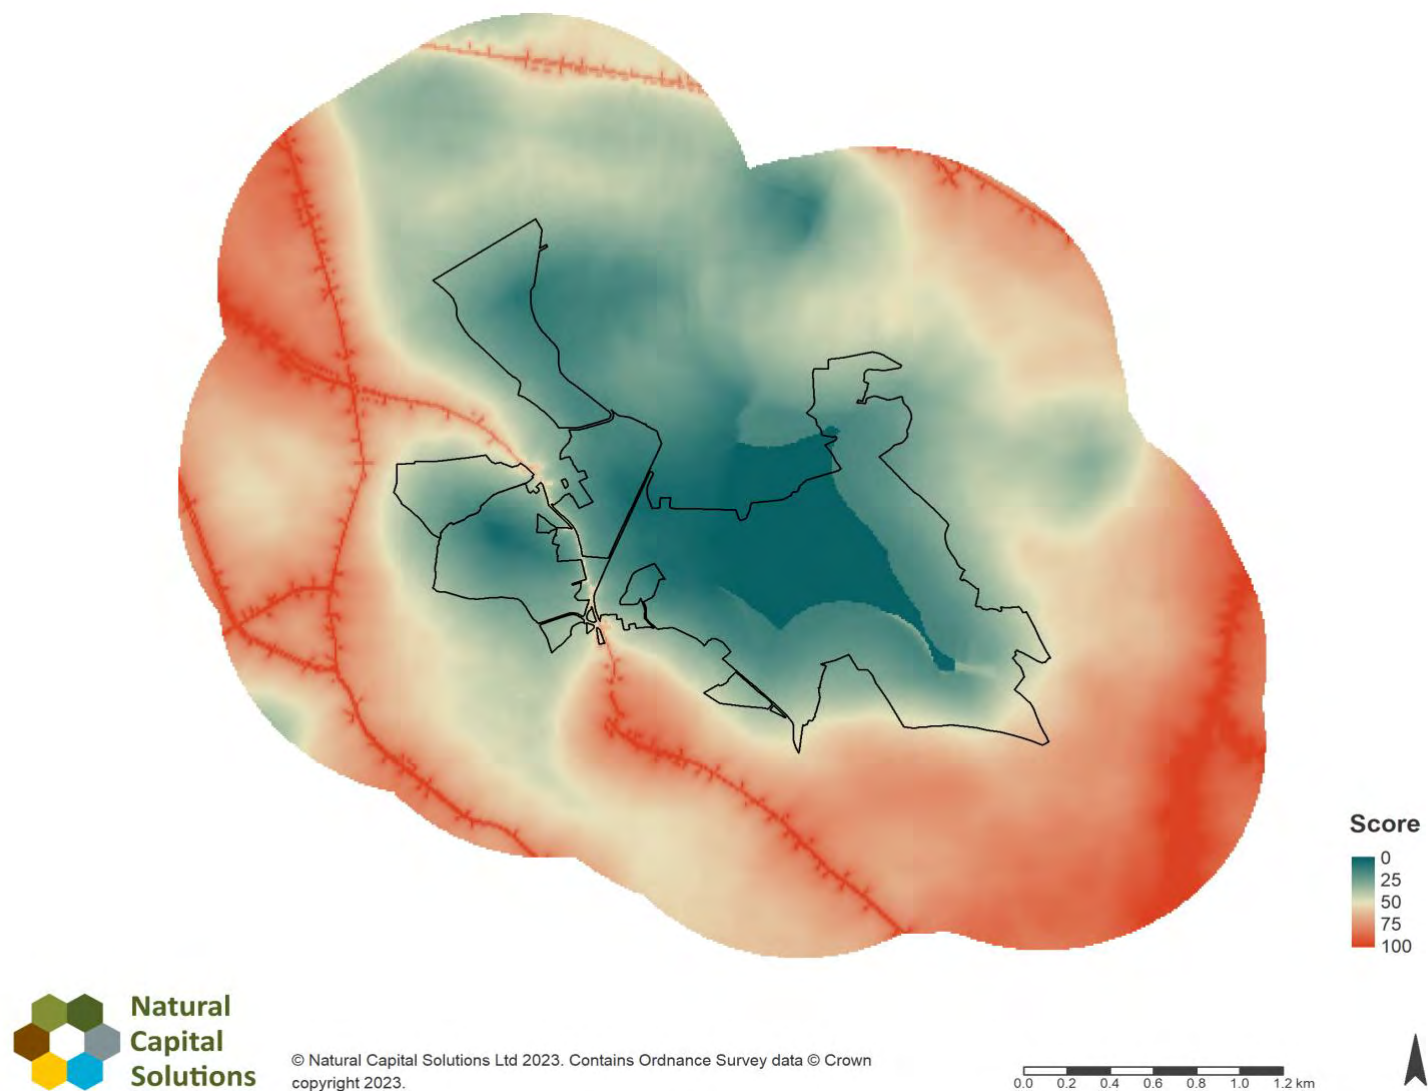 Score
0
25
50
75
100
Natural
Capital
Solutions
© Natural Capital Solutions Ltd 2023. Contains Ordnance Survey data © Crown
copyright 2023.
0.0 0.2 0.4 0.6 0.8 1.0 1.2 km